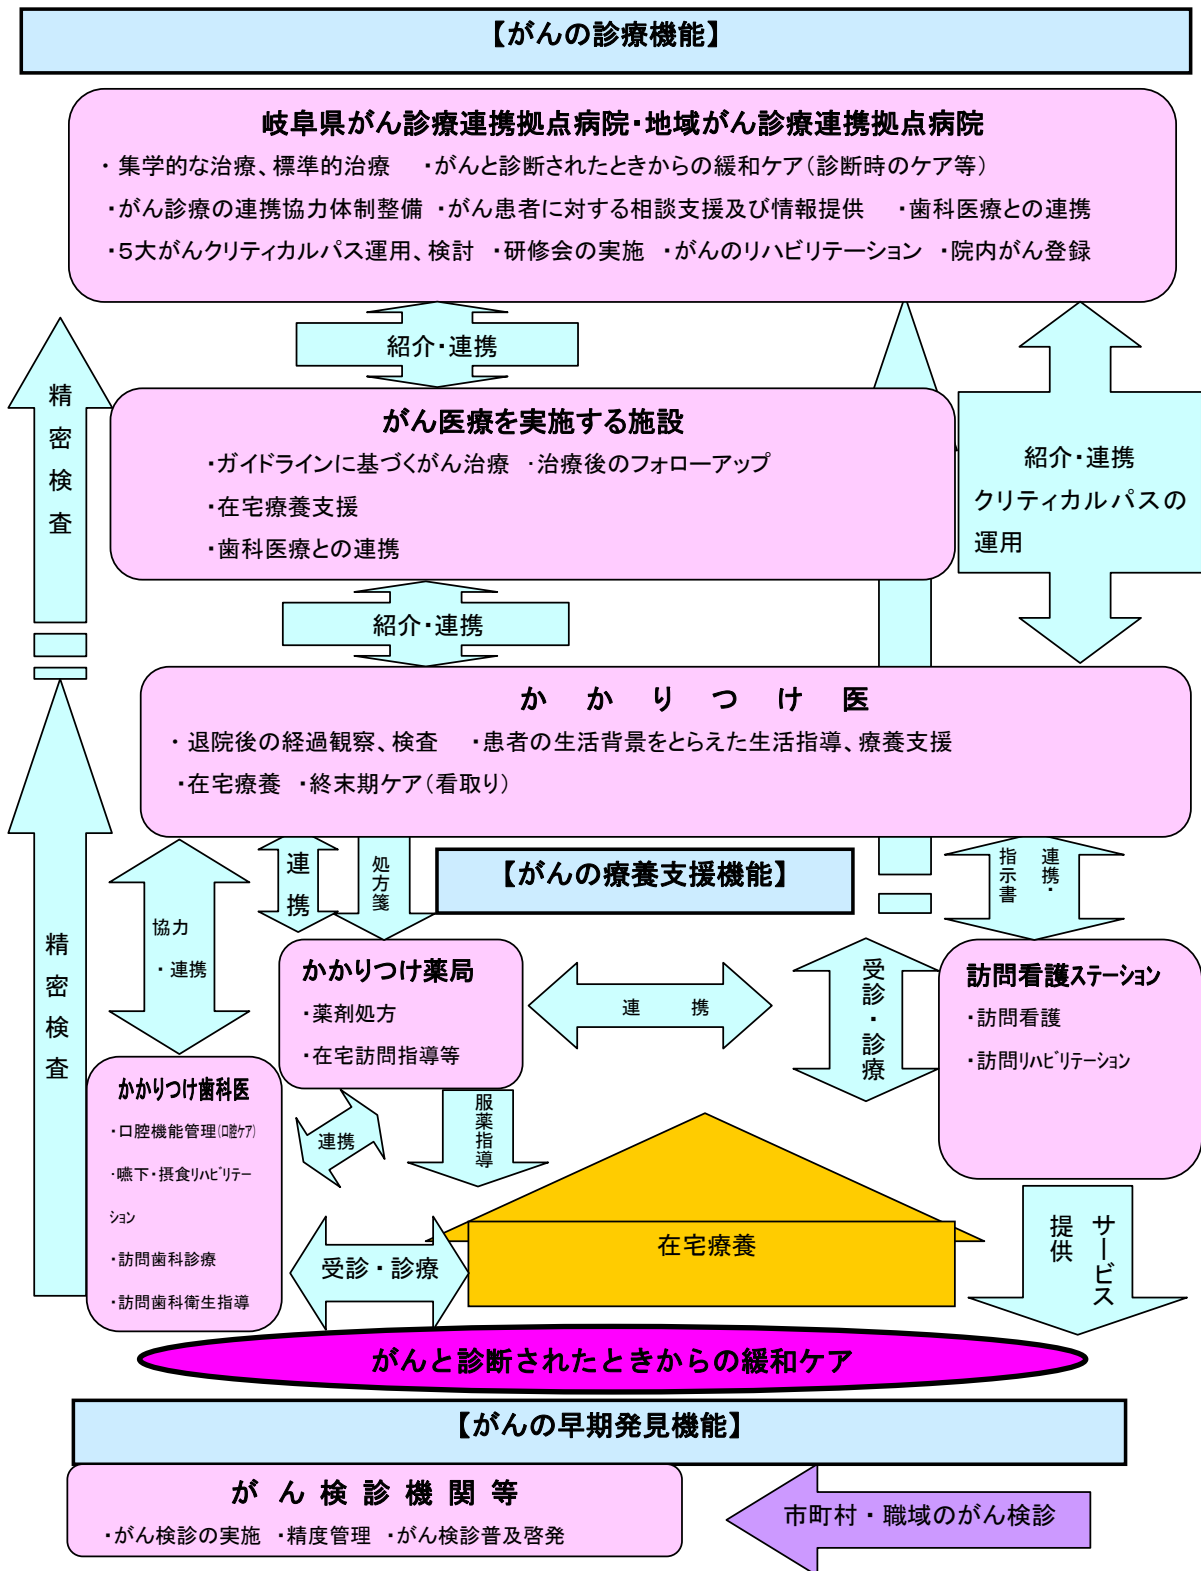 【がんの診療機能】
岐阜県がん診療連携拠点病院・地域がん診療連携拠点病院
・集学的な治療、標準的治療　・がんと診断されたときからの緩和ケア（診断時のケア等）
・がん診療の連携協力体制整備　・がん患者に対する相談支援及び情報提供　・歯科医療との連携
・５大がんクリティカルパス運用、検討　・研修会の実施　・がんのリハビリテーション　・院内がん登録
紹介・連携
精密検査
がん医療を実施する施設
・ガイドラインに基づくがん治療　・治療後のフォローアップ
・在宅療養支援
・歯科医療との連携
紹介・連携
クリティカルパスの
運用
紹介・連携
かかりつけ医
・退院後の経過観察、検査　・患者の生活背景をとらえた生活指導、療養支援
・在宅療養　・終末期ケア（看取り）
精密検査
協力
・連携
連携
処方箋
【がんの療養支援機能】
連携・
指示書
かかりつけ薬局
・薬剤処方
・在宅訪問指導等
連　携
受診・診療
訪問看護ステーション
・訪問看護
・訪問リハビリテーション
かかりつけ歯科医
・口腔機能管理(口腔ケア)
・嚥下・摂食リハビリテー
ション
・訪問歯科診療
・訪問歯科衛生指導
連携
服薬指導
受診・診療
在宅療養
サービス
提供
がんと診断されたときからの緩和ケア
【がんの早期発見機能】
がん検診機関等
・がん検診の実施　・精度管理　・がん検診普及啓発
市町村・職域のがん検診